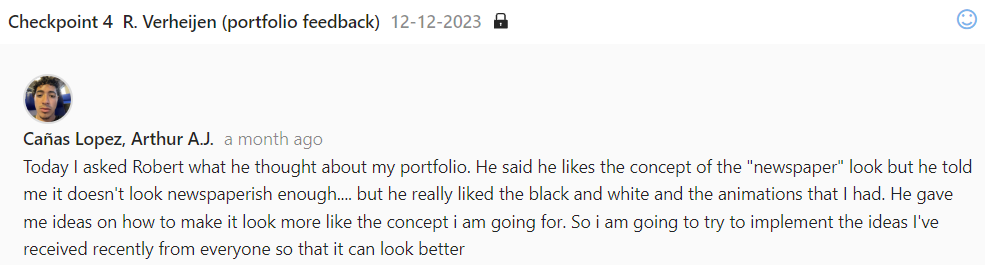 Checkpoint 4 R. Verheijen (portfolio feedback) 12-12-2023
Cañas Lopez, Arthur A.J. a month ago
Today I asked Robert what he thought about my portfolio. He said he likes the concept of the "newspaper" look but he told
me it doesn't look newspaperish enough.... but he really liked the black and white and the animations that I had. He gave
me ideas on how to make it look more like the concept i am going for. So i am going to try to implement the ideas I've
received recently from everyone so that it can look better